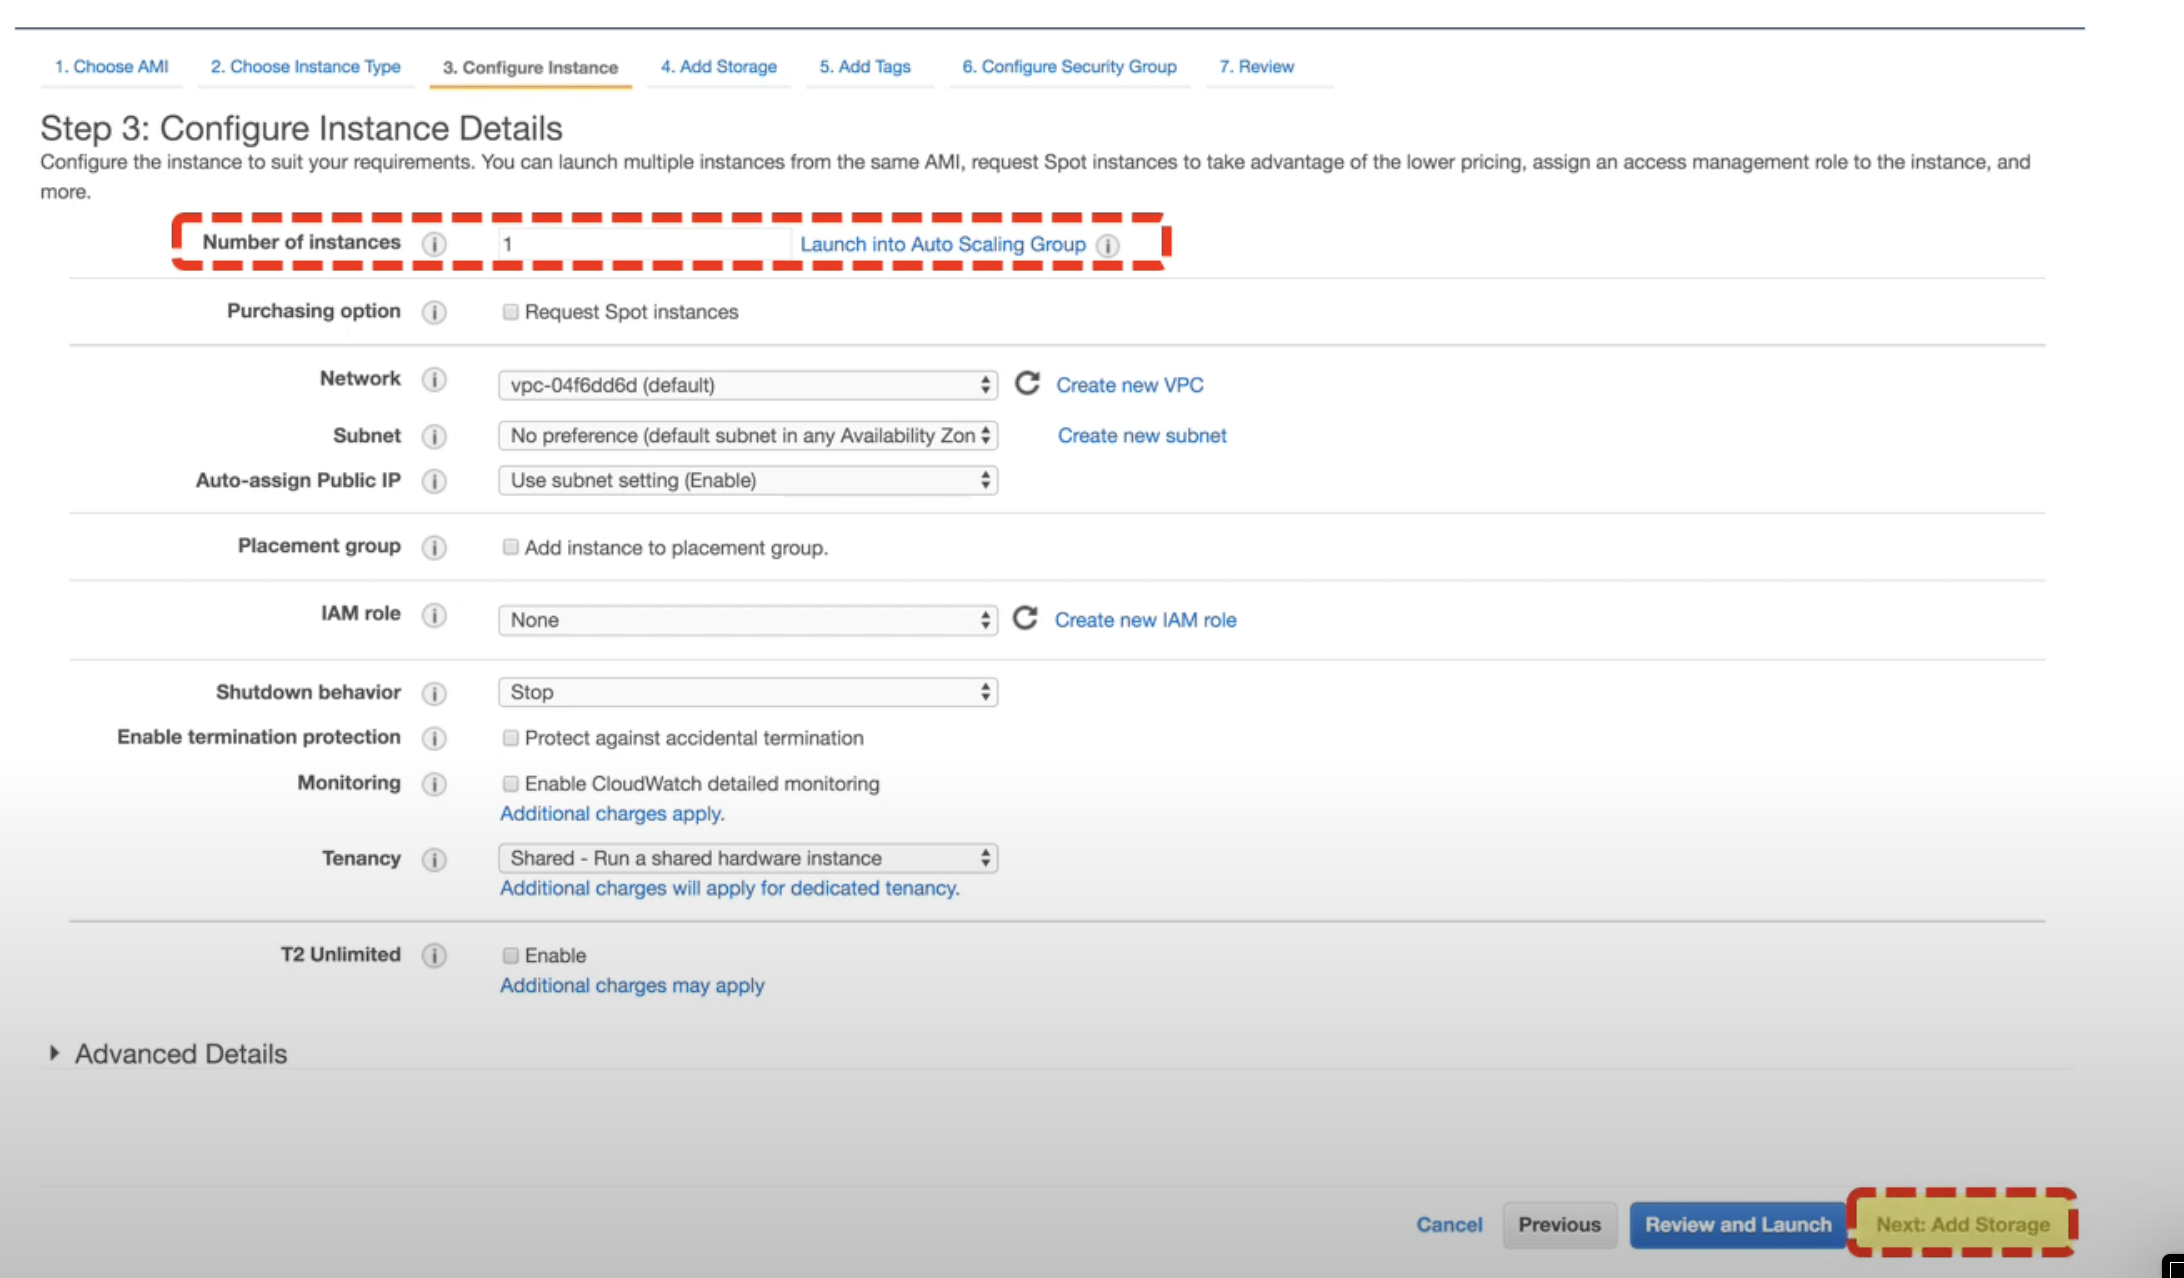 1. Choose AMI 2. Choose Instance Type 3. Configure Instance 4. Add Storage 5. Add Tags 6. Configure Security Group 7. Review
Step 3: Configure Instance Details
Configure the instance to suit your requirements. You can launch multiple instances from the same AMI, request Spot instances to take advantage of the lower pricing, assign an access management role to the instance, and
more.
Number of instances i 1 Launch into Auto Scaling Group i
Purchasing option i Request Spot instances
Network i vpc-04f6dd6d (default) Create new VPC
Subnet i No preference (default subnet in any Availability Zon Create new subnet
Auto-assign Public IP i Use subnet setting (Enable)
Placement group i Add instance to placement group.
IAM role i None Create new IAM role
Shutdown behavior i Stop
Enable termination protection i Protect against accidental termination
Monitoring i Enable CloudWatch detailed monitoring
Additional charges apply.
Tenancy i Shared - Run a shared hardware instance
Additional charges will apply for dedicated tenancy.
T2 Unlimited i Enable
Additional charges may apply
Advanced Details
Cancel Previous Review and Launch Next: Add Storage